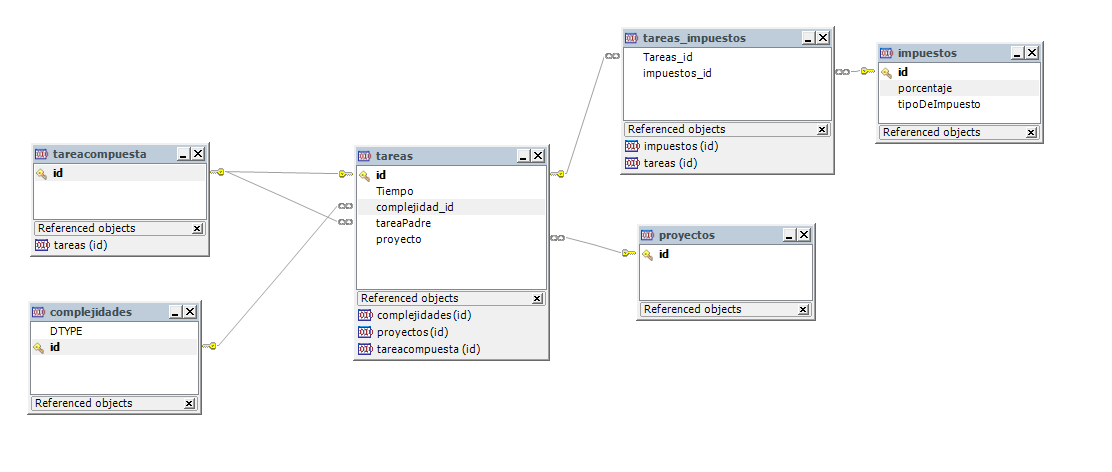 tareas_impuestos
Tareas_id
impuestos_id
Referenced objects
impuestos (id)
tareas (id)
impuestos
id
porcentaje
tipoDeImpuesto
Referenced objects
tareacompuesta
id
Referenced objects
tareas (id)
tareas
id
Tiempo
complejidad_id
tareaPadre
proyecto
Referenced objects
complejidades (id)
proyectos (id)
tareacompuesta (id)
proyectos
id
Referenced objects
complejidades
DTYPE
id
Referenced objects